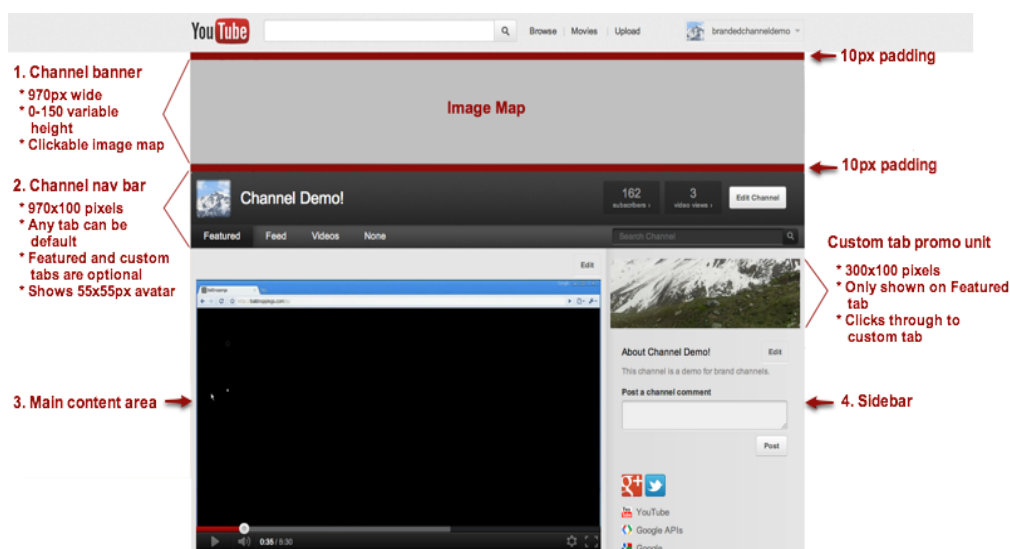 You Tube
Browse | Movies | Upload
brandedchanneldemo
10px padding
1. Channel banner
* 970px wide
* 0-150 variable
height
* Clickable image map
Image Map
10px padding
2. Channel nav bar
* 970x100 pixels
* Any tab can be
default
* Featured and custom
tabs are optional
* Shows 55x55px avatar
Channel Demo!
162
subscribers ›
3
video views ›
Edit Channel
Featured
Feed
Videos
None
Search Channel
Edit
Custom tab promo unit
* 300x100 pixels
* Only shown on Featured
tab
* Clicks through to
custom tab
3. Main content area
About Channel Demo!
Edit
This channel is a demo for brand channels.
Post a channel comment
Post
4. Sidebar
g+
YouTube
Google APIs
Google
0:35 / 5:30